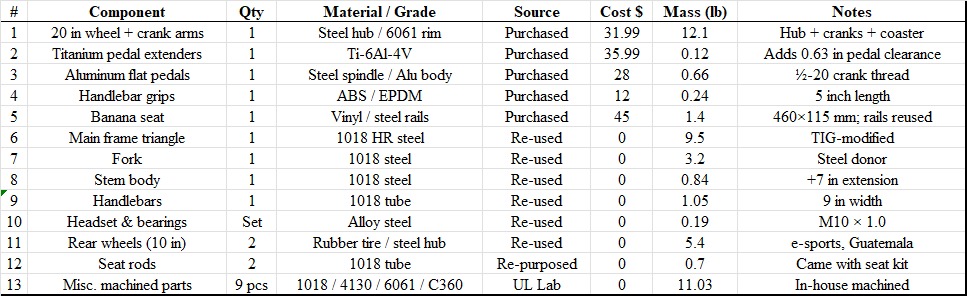 # Component Qty Material / Grade Source Cost $ Mass (lb) Notes
1 20 in wheel + crank arms 1 Steel hub / 6061 rim Purchased 31.99 12.1 Hub + cranks + coaster
2 Titanium pedal extenders 1 Ti-6Al-4V Purchased 35.99 0.12 Adds 0.63 in pedal clearance
3 Aluminum flat pedals 1 Steel spindle / Alu body Purchased 28 0.66 ½-20 crank thread
4 Handlebar grips 1 ABS / EPDM Purchased 12 0.24 5 inch length
5 Banana seat 1 Vinyl / steel rails Purchased 45 1.4 460×115 mm; rails reused
6 Main frame triangle 1 1018 HR steel Re-used 0 9.5 TIG-modified
7 Fork 1 1018 steel Re-used 0 3.2 Steel donor
8 Stem body 1 1018 steel Re-used 0 0.84 +7 in extension
9 Handlebars 1 1018 tube Re-used 0 1.05 9 in width
10 Headset & bearings Set Alloy steel Re-used 0 0.19 M10 × 1.0
11 Rear wheels (10 in) 2 Rubber tire / steel hub Re-used 0 5.4 e-sports, Guatemala
12 Seat rods 2 1018 tube Re-purposed 0 0.7 Came with seat kit
13 Misc. machined parts 9 pcs 1018 / 4130 / 6061 / C360 UL Lab 0 11.03 In-house machined